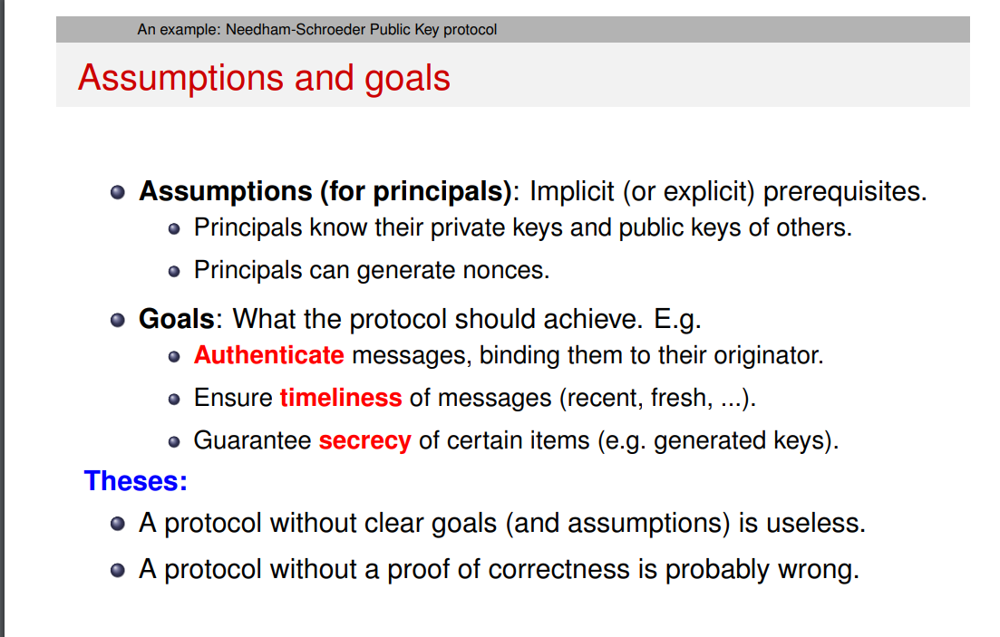 An example: Needham-Schroeder Public Key protocol
Assumptions and goals
Assumptions (for principals): Implicit (or explicit) prerequisites.
Principals know their private keys and public keys of others.
Principals can generate nonces.
Goals: What the protocol should achieve. E.g.
Authenticate messages, binding them to their originator.
Ensure timeliness of messages (recent, fresh, ...).
Guarantee secrecy of certain items (e.g. generated keys).
Theses:
A protocol without clear goals (and assumptions) is useless.
A protocol without a proof of correctness is probably wrong.